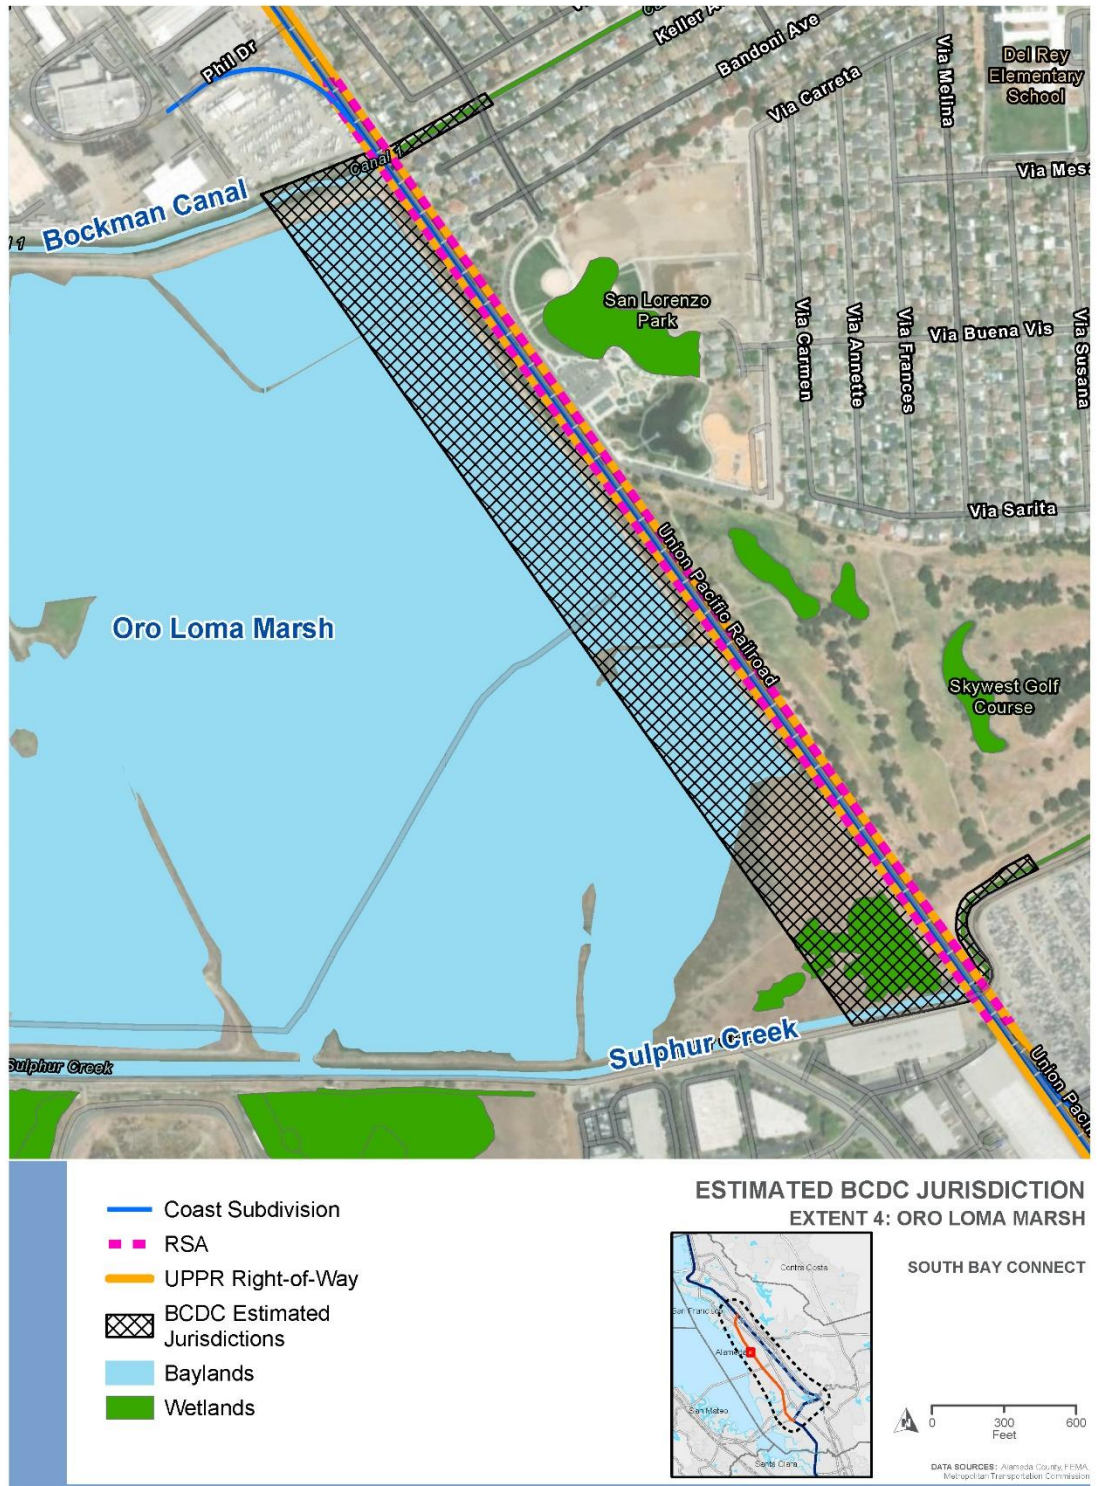 Keller A
Bandoni Ave
Phil Dr
Via Carreta
Via Melina
Del Rey
Elementary
School
Via Mesa
Canal 1
Bockman Canal
San Lorenzo
Park
Via Carmen
Via Annette
Via Frances
Via Buena Vis
Via Susana
Via Sarita
Union Pacific Railroad
Oro Loma Marsh
Skywest Golf
Course
Sulphur Creek
Sulphur Creek
Union Pacifi
Coast Subdivision
RSA
UPPR Right-of-Way
BCDC Estimated
Jurisdictions
Baylands
Wetlands
ESTIMATED BCDC JURISDICTION
EXTENT 4: ORO LOMA MARSH
SOUTH BAY CONNECT
Contra Costa
San Francisco
Alameda
San Mateo
Santa Clara
0 300 600
Feet
DATA SOURCES: Alameda County, FEMA,
Metropolitan Transportation Commission